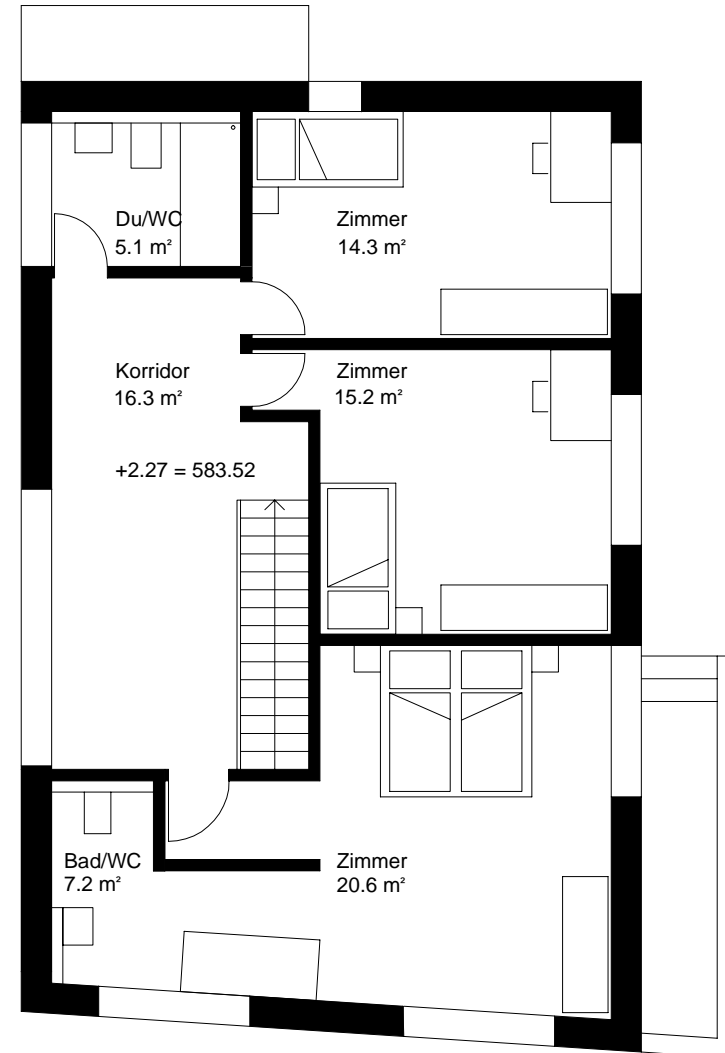 Du/WC
5.1 m²
Zimmer
14.3 m²
Korridor
16.3 m²
Zimmer
15.2 m²
+2.27 = 583.52
Bad/WC
7.2 m²
Zimmer
20.6 m²